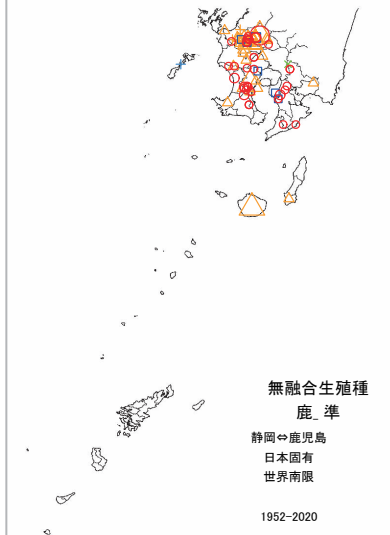 無融合生殖種
鹿_ 準
静岡⇔鹿児島
日本固有
世界南限
1952-2020